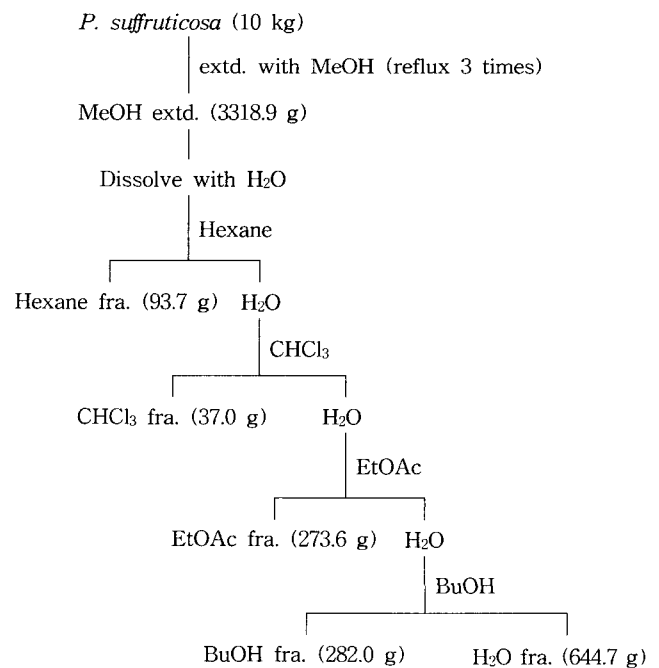 P. suffruticosa (10 kg)
extd. with MeOH (reflux 3 times)
MeOH extd. (3318.9 g)
Dissolve with H₂O
Hexane
Hexane fra. (93.7 g) H₂O
CHCl₃
CHCl₃ fra. (37.0 g) H₂O
EtOAc
EtOAc fra. (273.6 g) H₂O
BuOH
BuOH fra. (282.0 g) H₂O fra. (644.7 g)